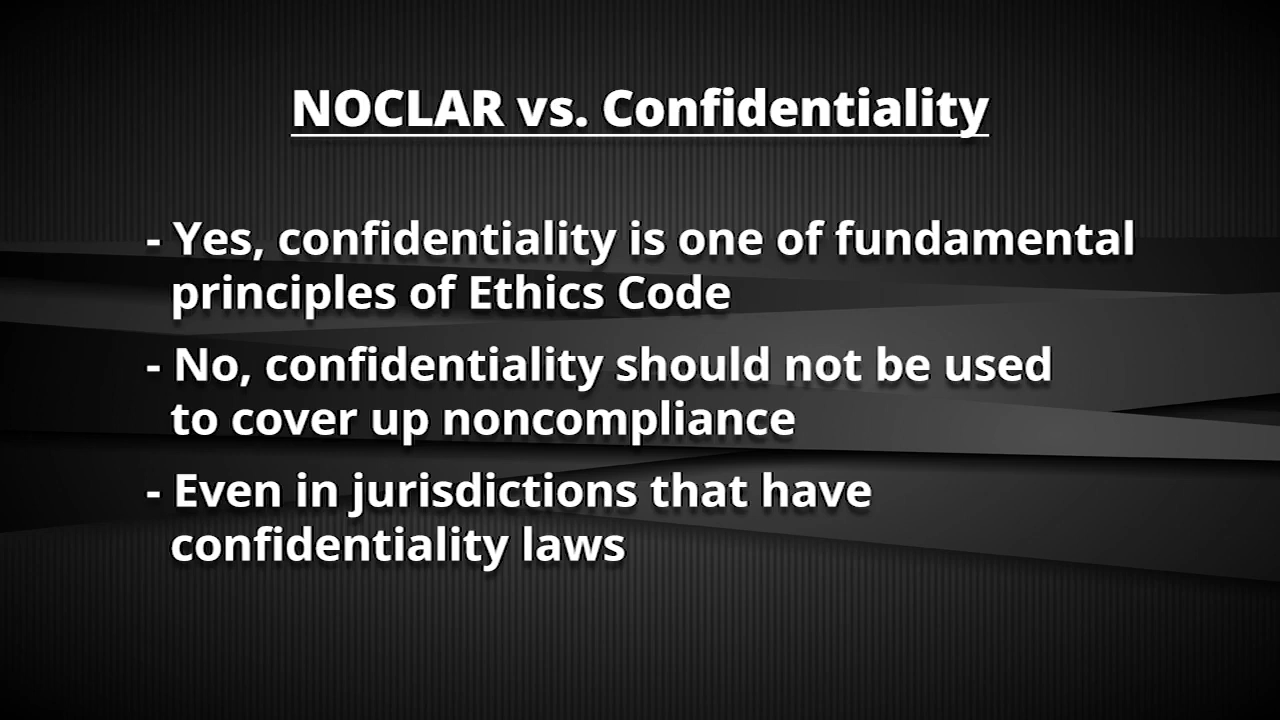 NOCLAR vs. Confidentiality
- Yes, confidentiality is one of fundamental
principles of Ethics Code
- No, confidentiality should not be used
to cover up noncompliance
- Even in jurisdictions that have
confidentiality laws